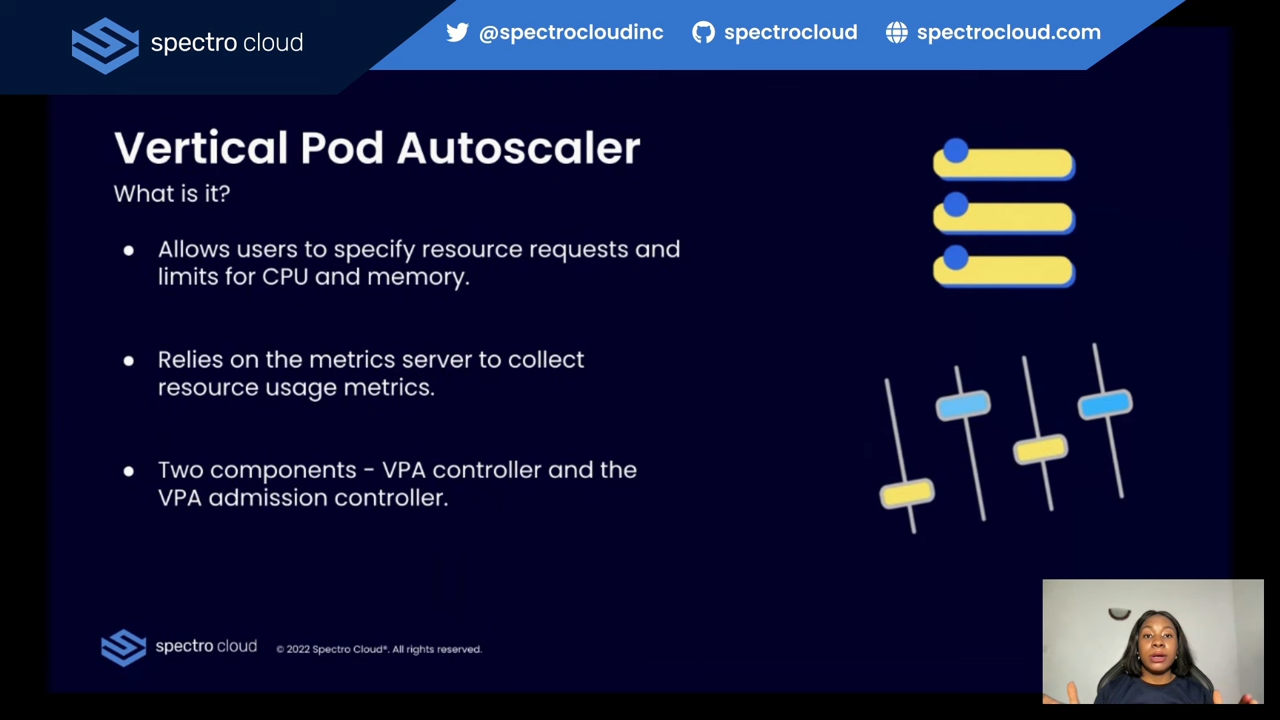 spectro cloud
@spectrocloudinc
spectrocloud
spectrocloud.com
Vertical Pod Autoscaler
What is it?
● Allows users to specify resource requests and
limits for CPU and memory.
● Relies on the metrics server to collect
resource usage metrics.
● Two components - VPA controller and the
VPA admission controller.
spectro cloud
© 2022 Spectro Cloud®. All rights reserved.